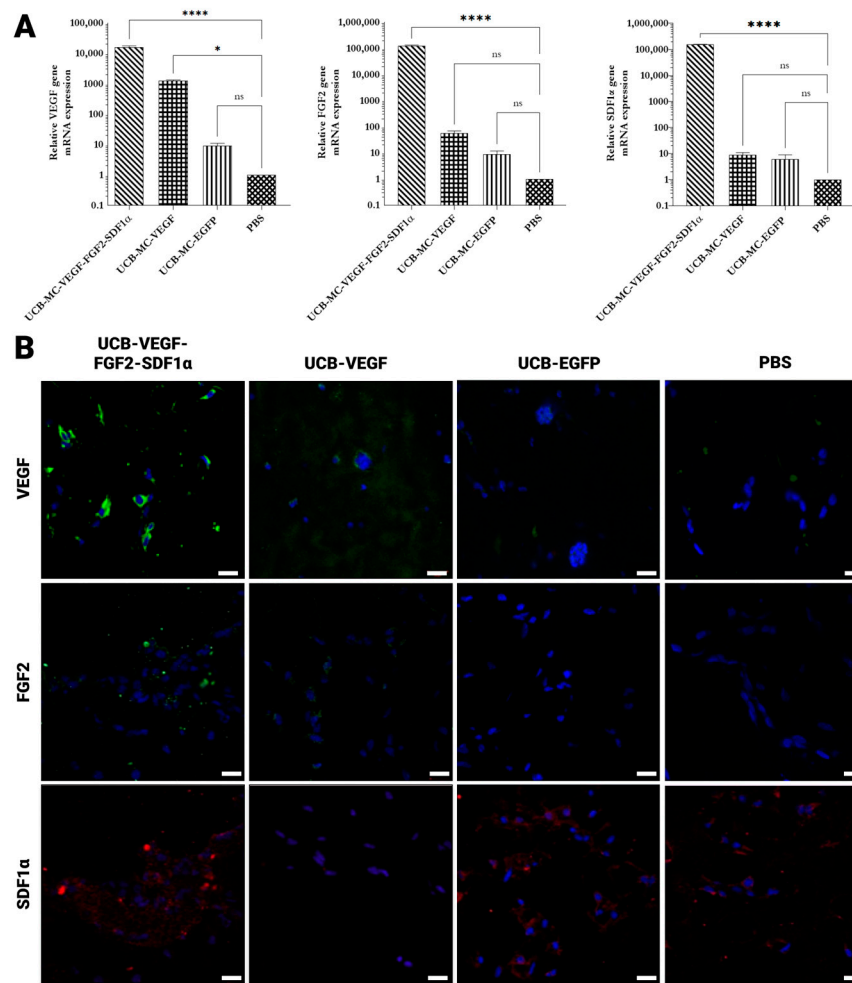 A
Relative VEGF gene
mRNA expression
100,000
10,000
1000
100
10
1
0.1
****
*
ns
UCB-MC-VEGF-FGF2-SDF1α
UCB-MC-VEGF
UCB-MC-EGFP
PBS
Relative FGF2 gene
mRNA expression
1,000,000
100,000
10,000
1000
100
10
1
0.1
****
ns
ns
UCB-MC-VEGF-FGF2-SDF1α
UCB-MC-VEGF
UCB-MC-EGFP
PBS
Relative SDF1α gene
mRNA expression
1,000,000
100,000
10,000
1000
100
10
1
0.1
****
ns
ns
UCB-MC-VEGF-FGF2-SDF1α
UCB-MC-VEGF
UCB-MC-EGFP
PBS
B
UCB-VEGF-
FGF2-SDF1α
UCB-VEGF
UCB-EGFP
PBS
VEGF
FGF2
SDF1α